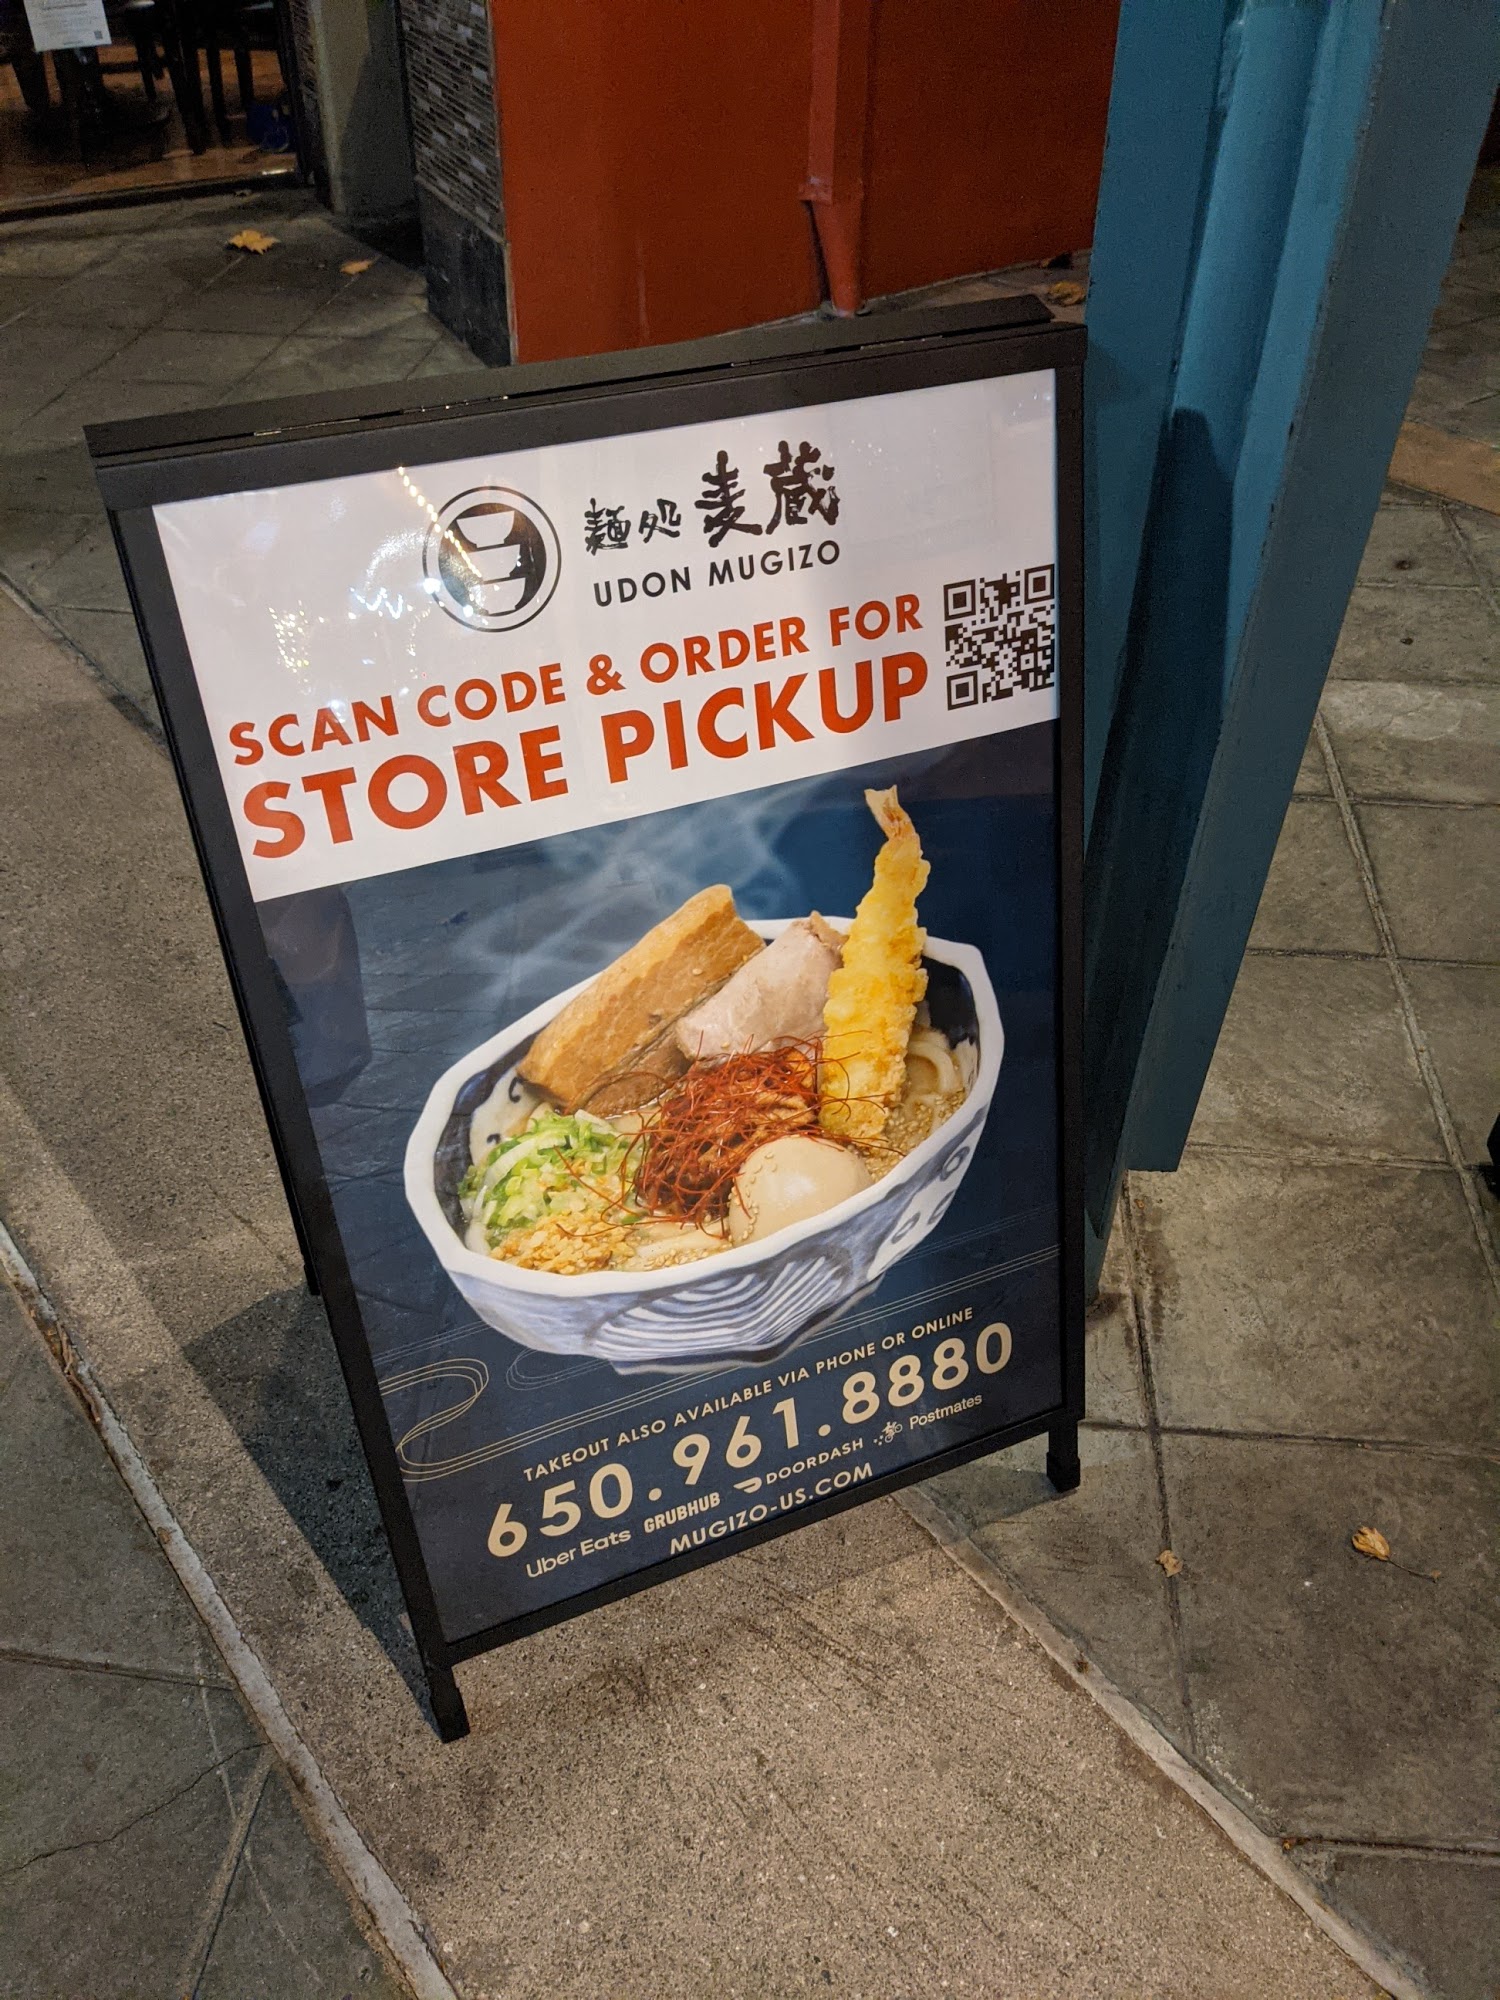 麺処 麦蔵
UDON MUGIZO
SCAN CODE & ORDER FOR
STORE PICKUP
TAKEOUT ALSO AVAILABLE VIA PHONE OR ONLINE
650.961.8880
Uber Eats GRUBHUB DOORDASH Postmates
MUGIZO-US.COM